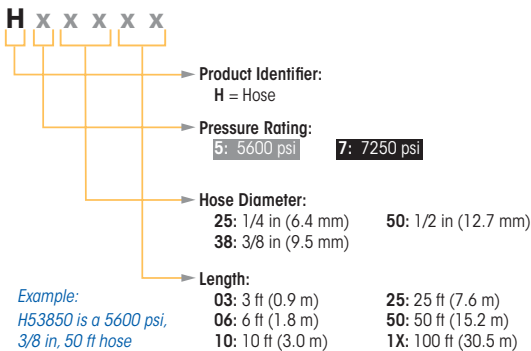 H x x x x x
Product Identifier:
H = Hose
Pressure Rating:
5: 5600 psi 7: 7250 psi
Hose Diameter:
25: 1/4 in (6.4 mm) 50: 1/2 in (12.7 mm)
38: 3/8 in (9.5 mm)
Length:
03: 3 ft (0.9 m) 25: 25 ft (7.6 m)
06: 6 ft (1.8 m) 50: 50 ft (15.2 m)
10: 10 ft (3.0 m) 1X: 100 ft (30.5 m)
Example:
H53850 is a 5600 psi,
3/8 in, 50 ft hose